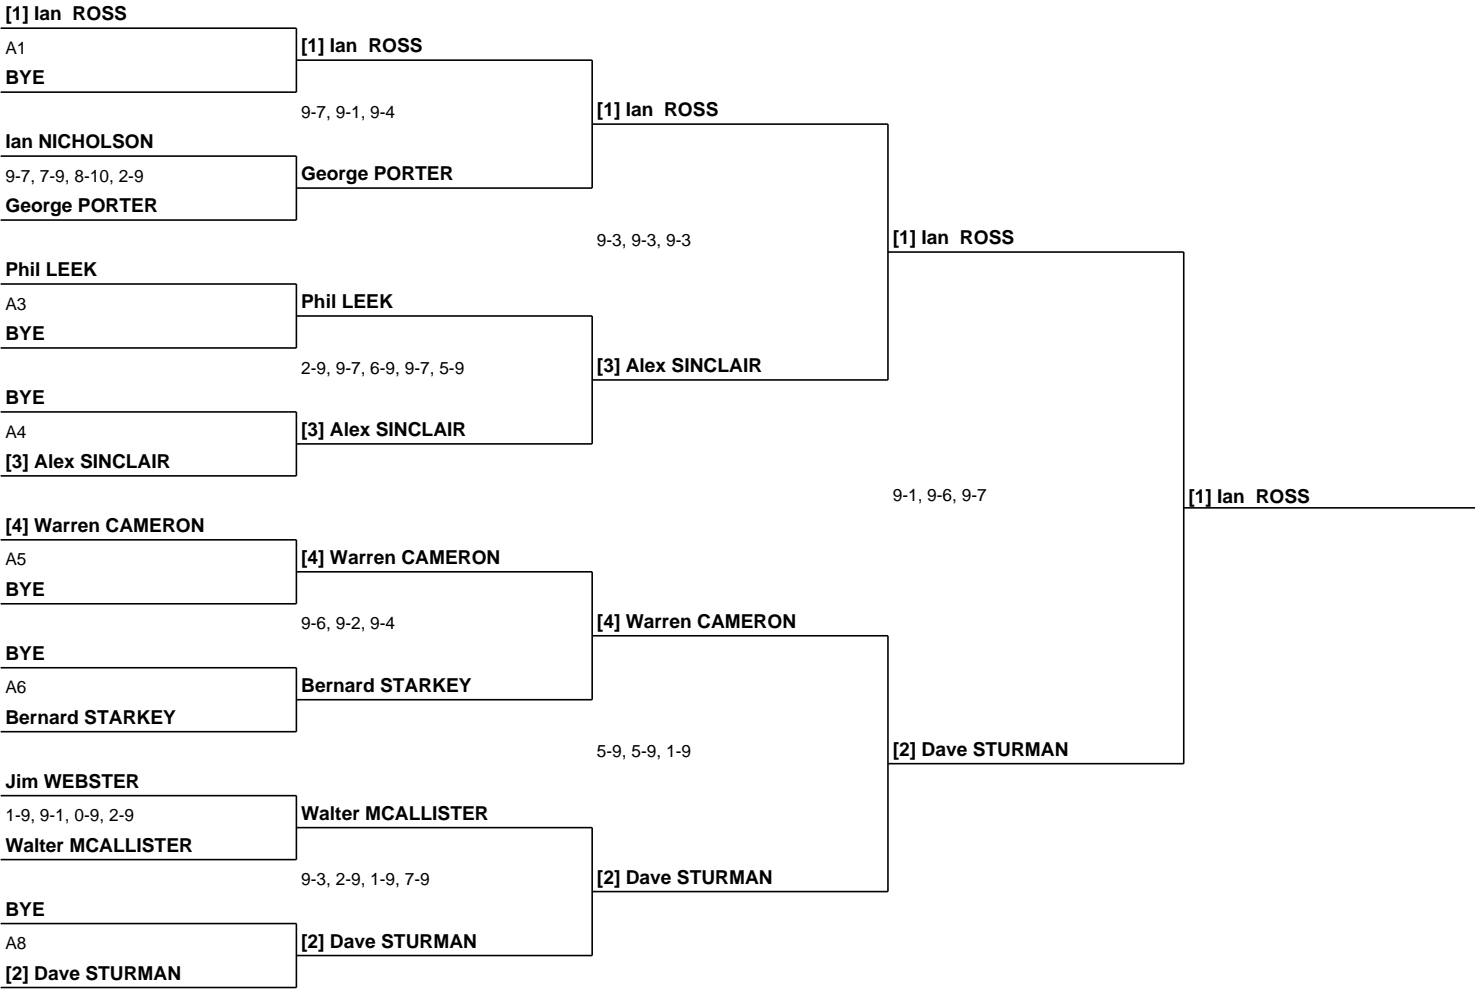 [1] Ian  ROSS
A1
BYE
Ian NICHOLSON
9-7, 7-9, 8-10, 2-9
George PORTER
Phil LEEK
A3
BYE
BYE
A4
[3] Alex SINCLAIR
[4] Warren CAMERON
A5
BYE
BYE
A6
Bernard STARKEY
Jim WEBSTER
1-9, 9-1, 0-9, 2-9
Walter MCALLISTER
BYE
A8
[2] Dave STURMAN
[1] Ian  ROSS
9-7, 9-1, 9-4
George PORTER
Phil LEEK
2-9, 9-7, 6-9, 9-7, 5-9
[3] Alex SINCLAIR
[4] Warren CAMERON
9-6, 9-2, 9-4
Bernard STARKEY
Walter MCALLISTER
9-3, 2-9, 1-9, 7-9
[2] Dave STURMAN
[1] Ian  ROSS
9-3, 9-3, 9-3
[3] Alex SINCLAIR
[4] Warren CAMERON
5-9, 5-9, 1-9
[2] Dave STURMAN
[1] Ian  ROSS
9-1, 9-6, 9-7
[2] Dave STURMAN
[1] Ian  ROSS